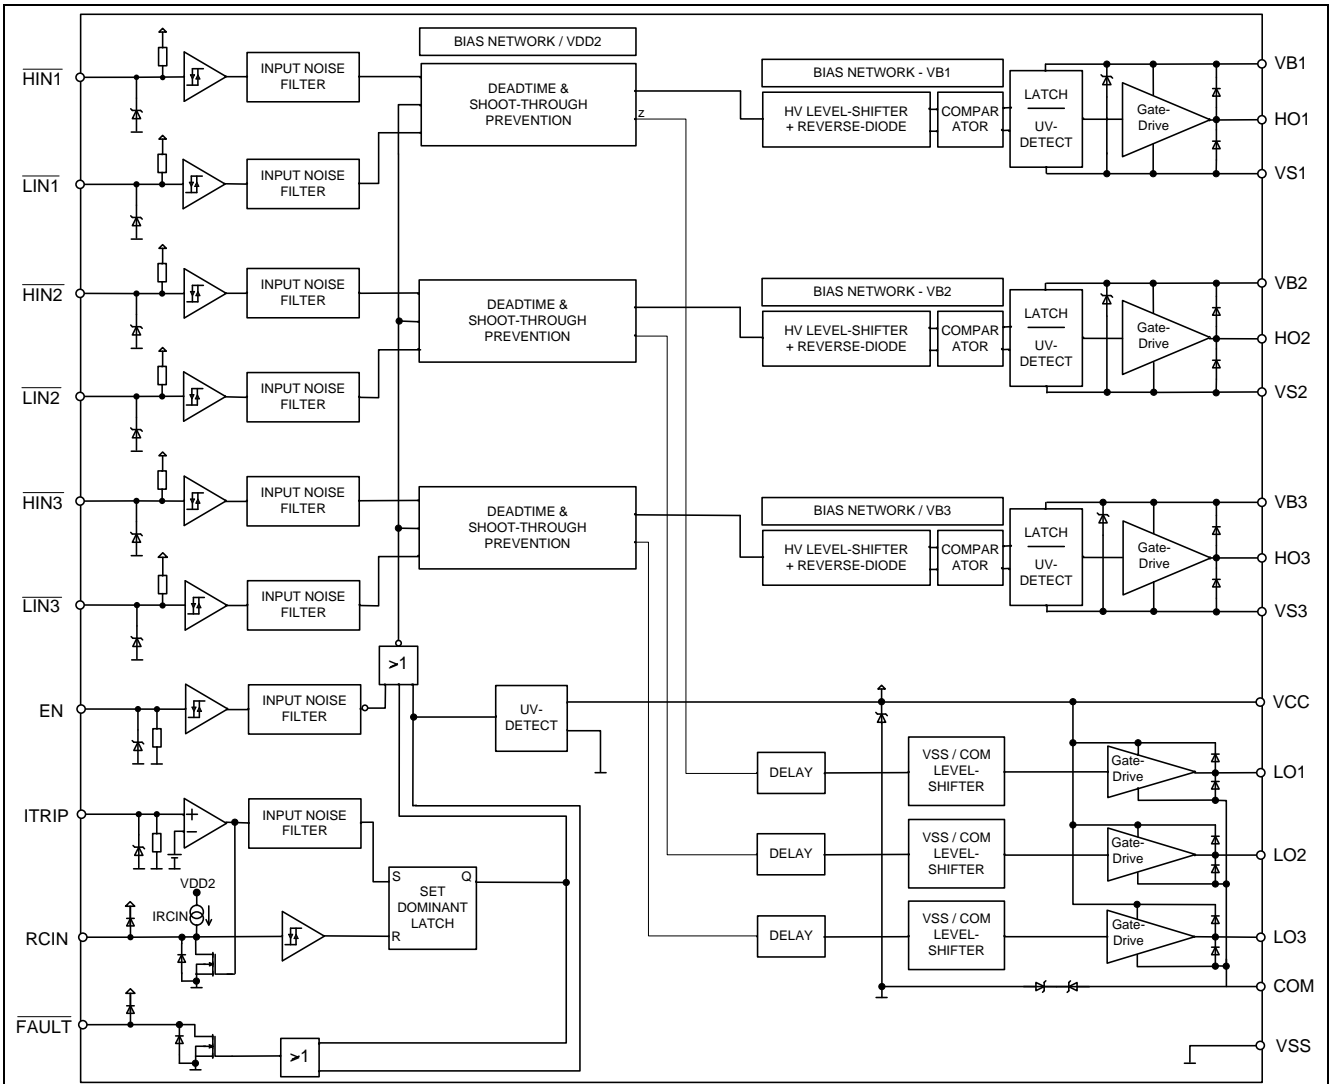 BIAS NETWORK / VDD2
HIN1
INPUT NOISE
FILTER
DEADTIME &
SHOOT-THROUGH
PREVENTION
Z
BIAS NETWORK - VB1
HV LEVEL-SHIFTER
+ REVERSE-DIODE
COMPAR
ATOR
LATCH
UV-
DETECT
Gate-
Drive
VB1
HO1
VS1
LIN1
INPUT NOISE
FILTER
HIN2
INPUT NOISE
FILTER
DEADTIME &
SHOOT-THROUGH
PREVENTION
BIAS NETWORK - VB2
HV LEVEL-SHIFTER
+ REVERSE-DIODE
COMPAR
ATOR
LATCH
UV-
DETECT
Gate-
Drive
VB2
HO2
VS2
LIN2
INPUT NOISE
FILTER
HIN3
INPUT NOISE
FILTER
DEADTIME &
SHOOT-THROUGH
PREVENTION
BIAS NETWORK / VB3
HV LEVEL-SHIFTER
+ REVERSE-DIODE
COMPAR
ATOR
LATCH
UV-
DETECT
Gate-
Drive
VB3
HO3
VS3
LIN3
INPUT NOISE
FILTER
>1
EN
INPUT NOISE
FILTER
UV-
DETECT
VCC
DELAY
VSS / COM
LEVEL-
SHIFTER
Gate-
Drive
LO1
ITRIP
+
−
INPUT NOISE
FILTER
DELAY
VSS / COM
LEVEL-
SHIFTER
Gate-
Drive
LO2
S
Q
SET
DOMINANT
LATCH
R
VDD2
IRCIN
RCIN
DELAY
VSS / COM
LEVEL-
SHIFTER
Gate-
Drive
LO3
COM
FAULT
>1
VSS